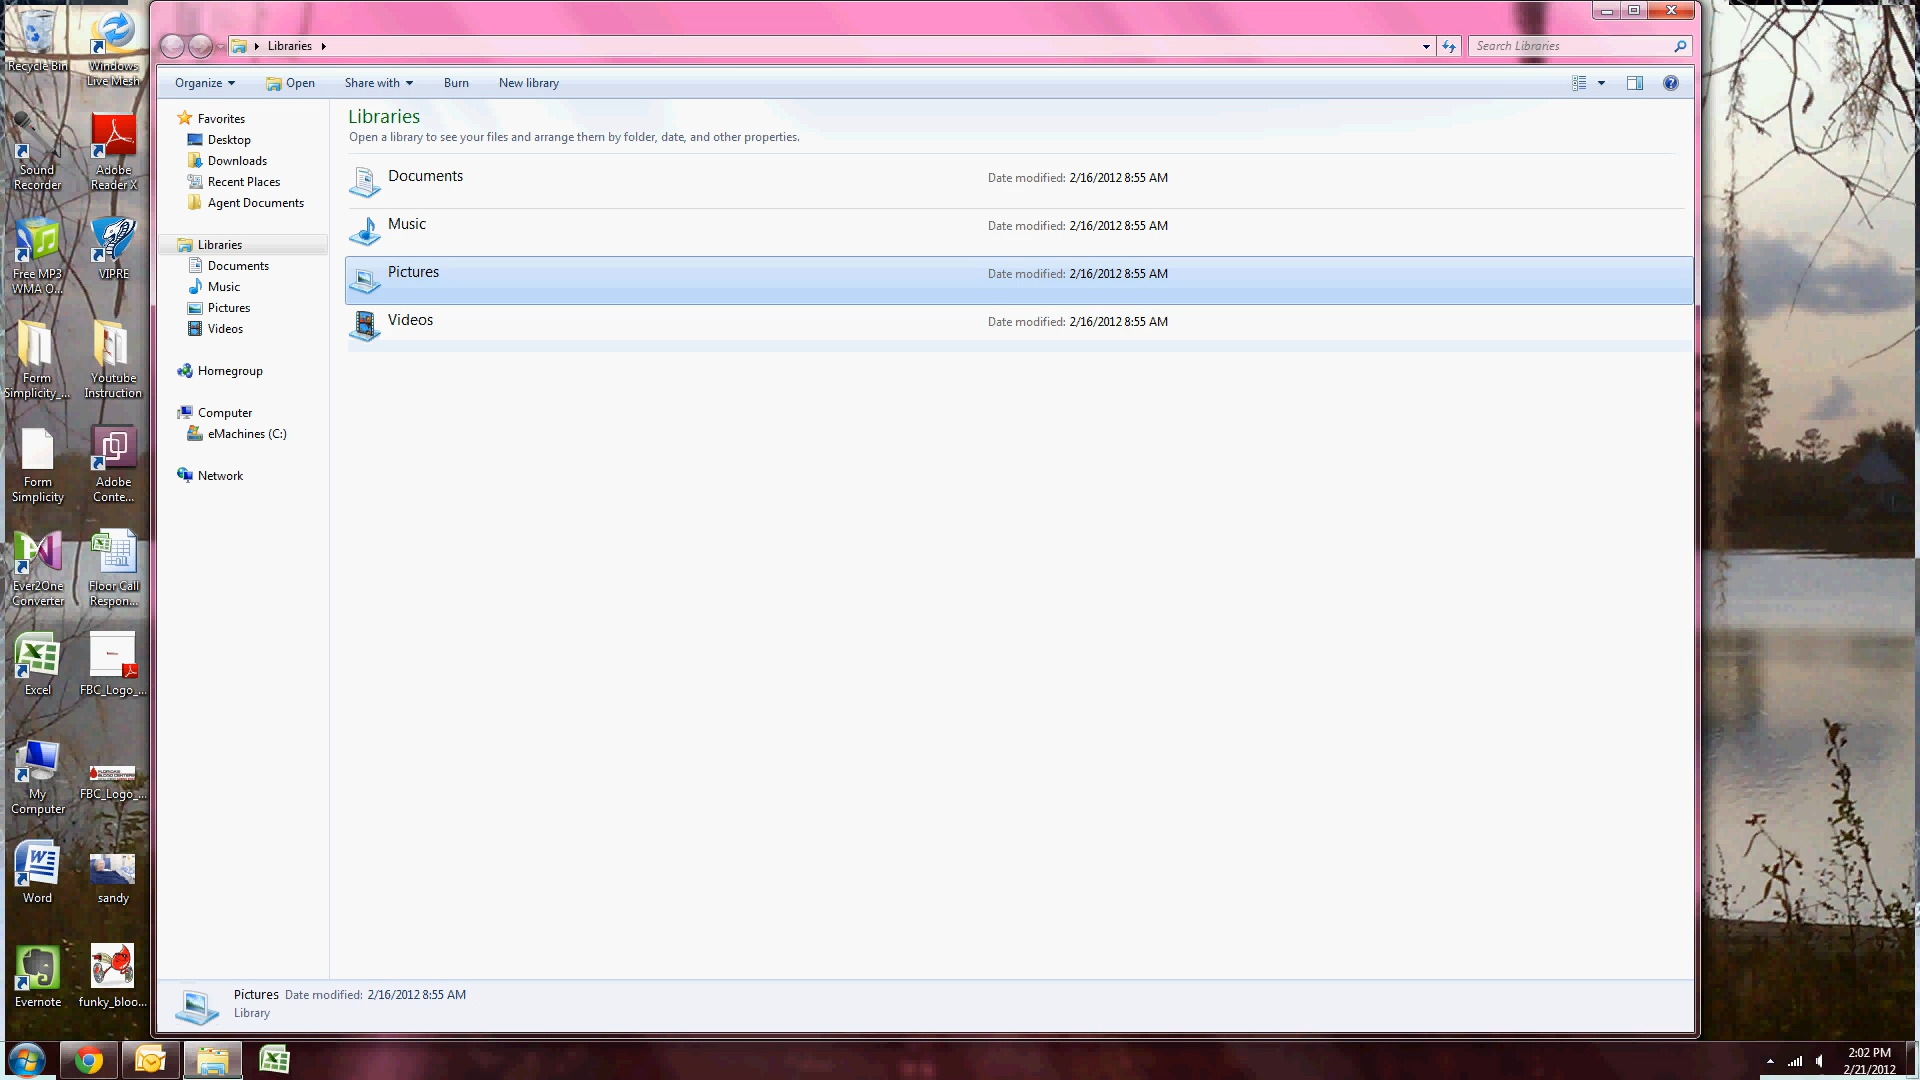 Recycle Bin
Windows
Live Mesh
Sound
Recorder
Adobe
Reader X
Free MP3
WMA O...
VIPRE
Form
Simplicity_...
Youtube
Instruction
Form
Simplicity
Adobe
Conte...
Ever2One
Converter
Floor Call
Respon...
Excel
FBC_Logo_...
My
Computer
FBC_Logo_...
Word
sandy
Evernote
funky_bloo...
Libraries
Search Libraries
Organize
Open
Share with
Burn
New library
Favorites
Desktop
Downloads
Recent Places
Agent Documents
Libraries
Documents
Music
Pictures
Videos
Homegroup
Computer
eMachines (C:)
Network
Libraries
Open a library to see your files and arrange them by folder, date, and other properties.
Documents Date modified: 2/16/2012 8:55 AM
Music Date modified: 2/16/2012 8:55 AM
Pictures Date modified: 2/16/2012 8:55 AM
Videos Date modified: 2/16/2012 8:55 AM
Pictures Date modified: 2/16/2012 8:55 AM
Library
2:02 PM
2/21/2012